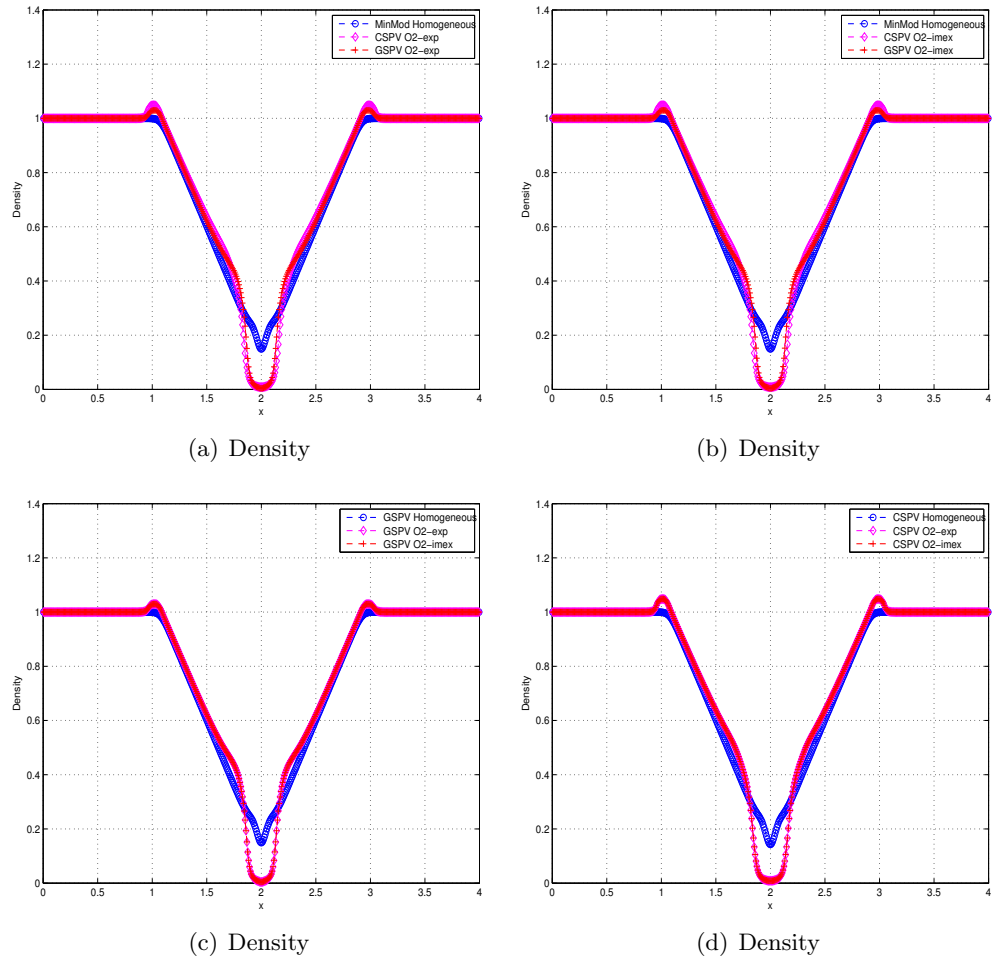 1.4
1.2
1
0.8
0.6
0.4
0.2
0
Density
MinMod Homogeneous
CSPV O2-exp
GSPV O2-exp
0 0.5 1 1.5 2 2.5 3 3.5 4
x
(a) Density
1.4
1.2
1
0.8
0.6
0.4
0.2
0
Density
MinMod Homogeneous
CSPV O2-imex
GSPV O2-imex
0 0.5 1 1.5 2 2.5 3 3.5 4
x
(b) Density
1.4
1.2
1
0.8
0.6
0.4
0.2
0
Density
GSPV Homogeneous
GSPV O2-exp
GSPV O2-imex
0 0.5 1 1.5 2 2.5 3 3.5 4
x
(c) Density
1.4
1.2
1
0.8
0.6
0.4
0.2
0
Density
CSPV Homogeneous
CSPV O2-exp
CSPV O2-imex
0 0.5 1 1.5 2 2.5 3 3.5 4
x
(d) Density